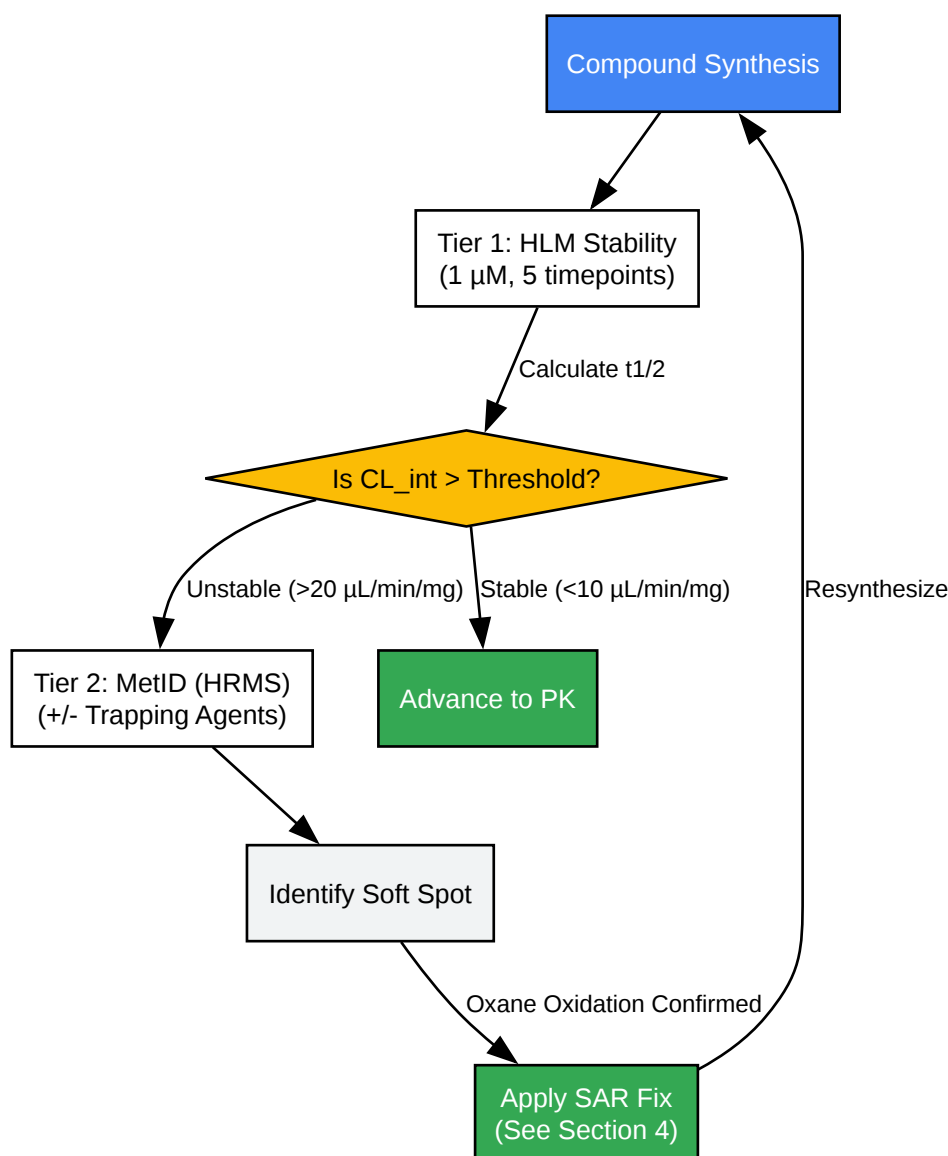 Compound Synthesis
Tier 1: HLM Stability
(1 µM, 5 timepoints)
Calculate t1/2
Is CL_int > Threshold?
Unstable (>20 µL/min/mg)
Stable (<10 µL/min/mg)
Resynthesize
Tier 2: MetID (HRMS)
(+/- Trapping Agents)
Advance to PK
Identify Soft Spot
Oxane Oxidation Confirmed
Apply SAR Fix
(See Section 4)